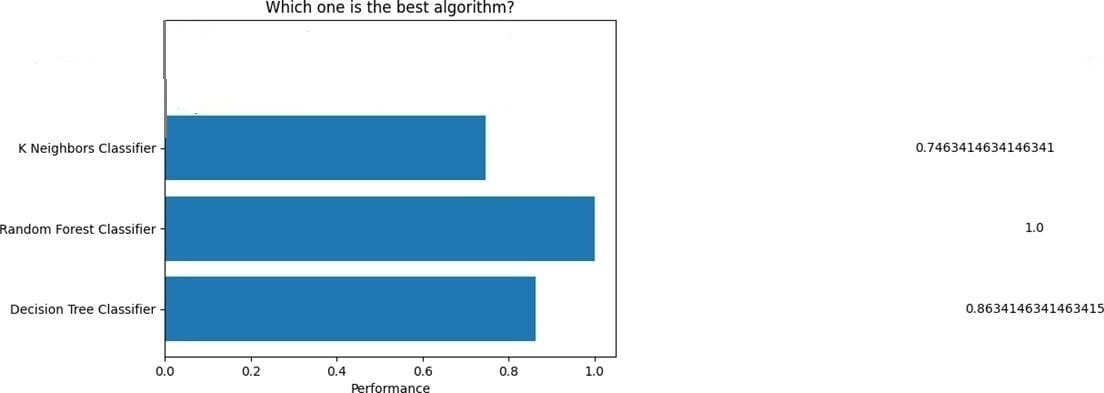 Which one is the best algorithm?
K Neighbors Classifier
0.7463414634146341
Random Forest Classifier
1.0
Decision Tree Classifier
0.8634146341463415
0.0 0.2 0.4 0.6 0.8 1.0
Performance